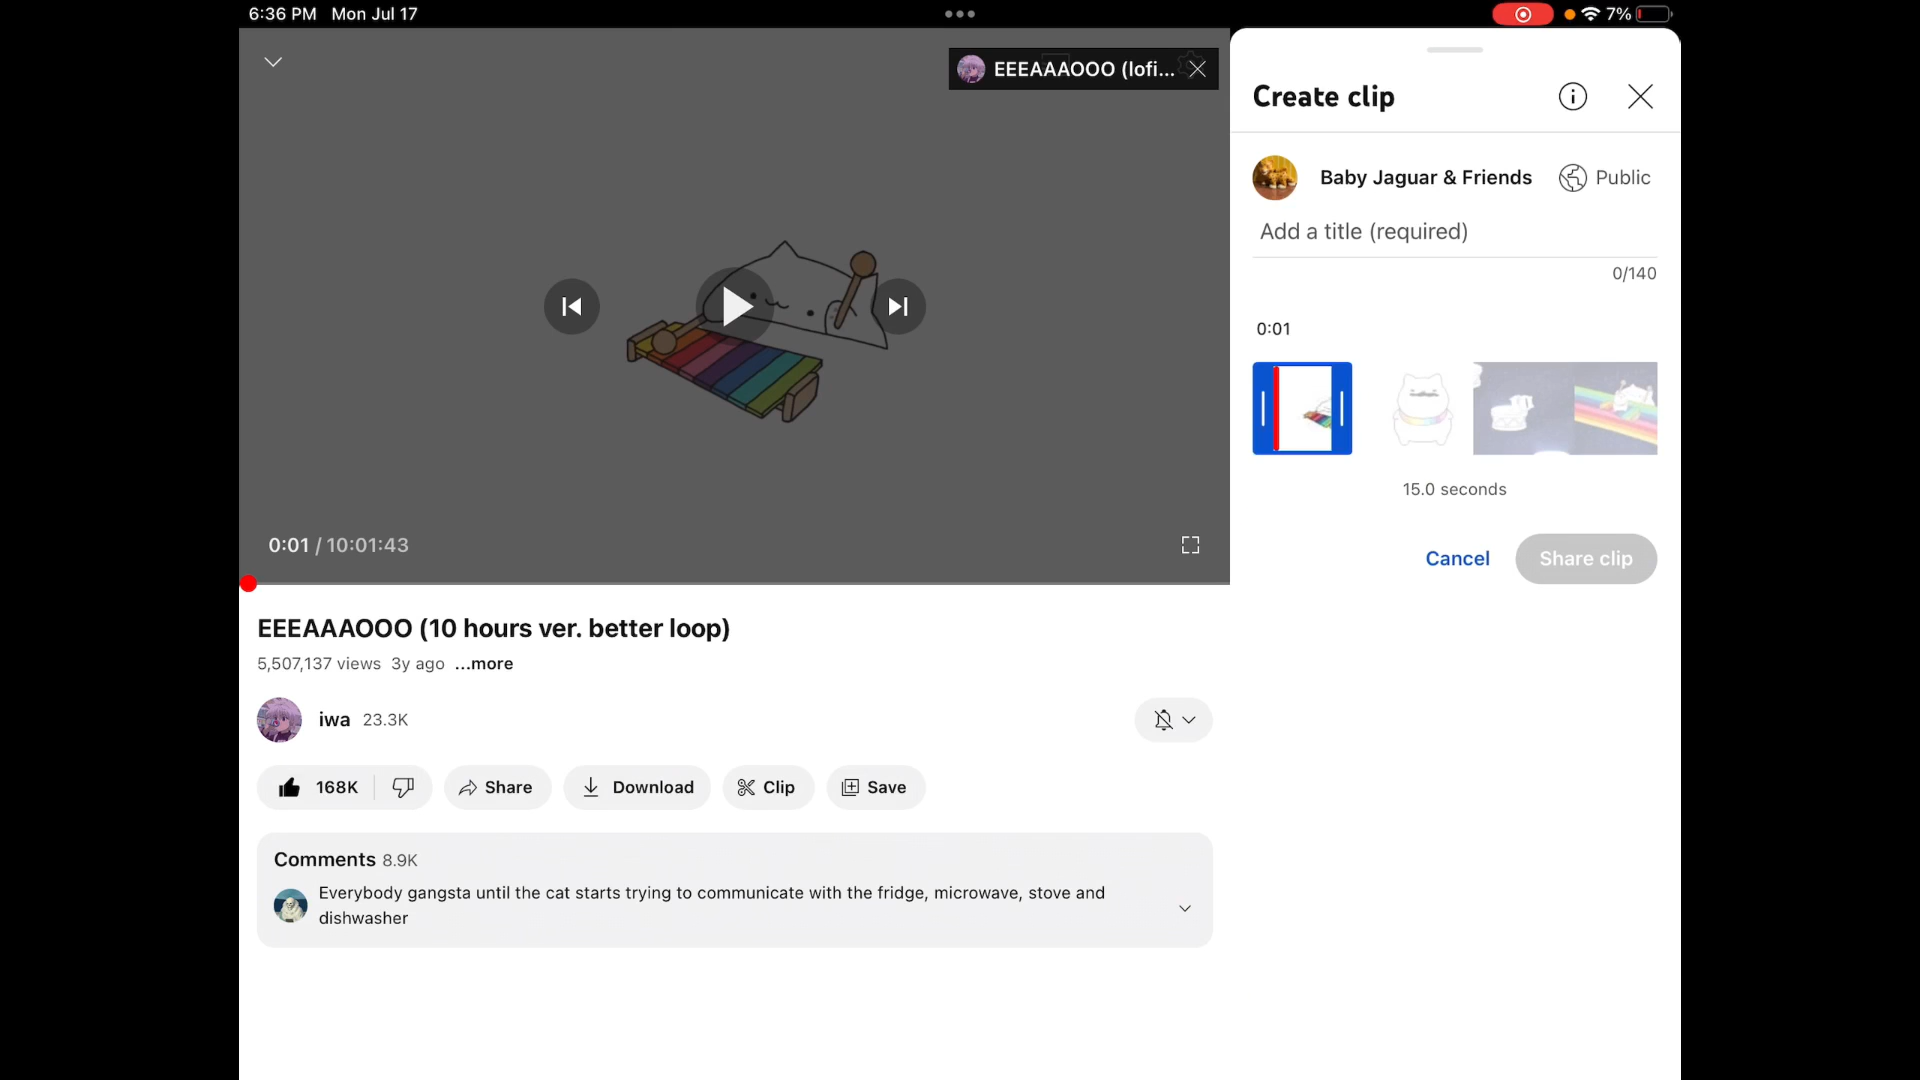 6:36 PM Mon Jul 17
7%
EEEAAAOOO (lofi...
Create clip
Baby Jaguar & Friends
Public
Add a title (required)
0/140
0:01
15.0 seconds
Cancel
Share clip
0:01 / 10:01:43
EEEAAAOOO (10 hours ver. better loop)
5,507,137 views 3y ago ...more
iwa 23.3K
168K
Share
Download
Clip
Save
Comments 8.9K
Everybody gangsta until the cat starts trying to communicate with the fridge, microwave, stove and
dishwasher